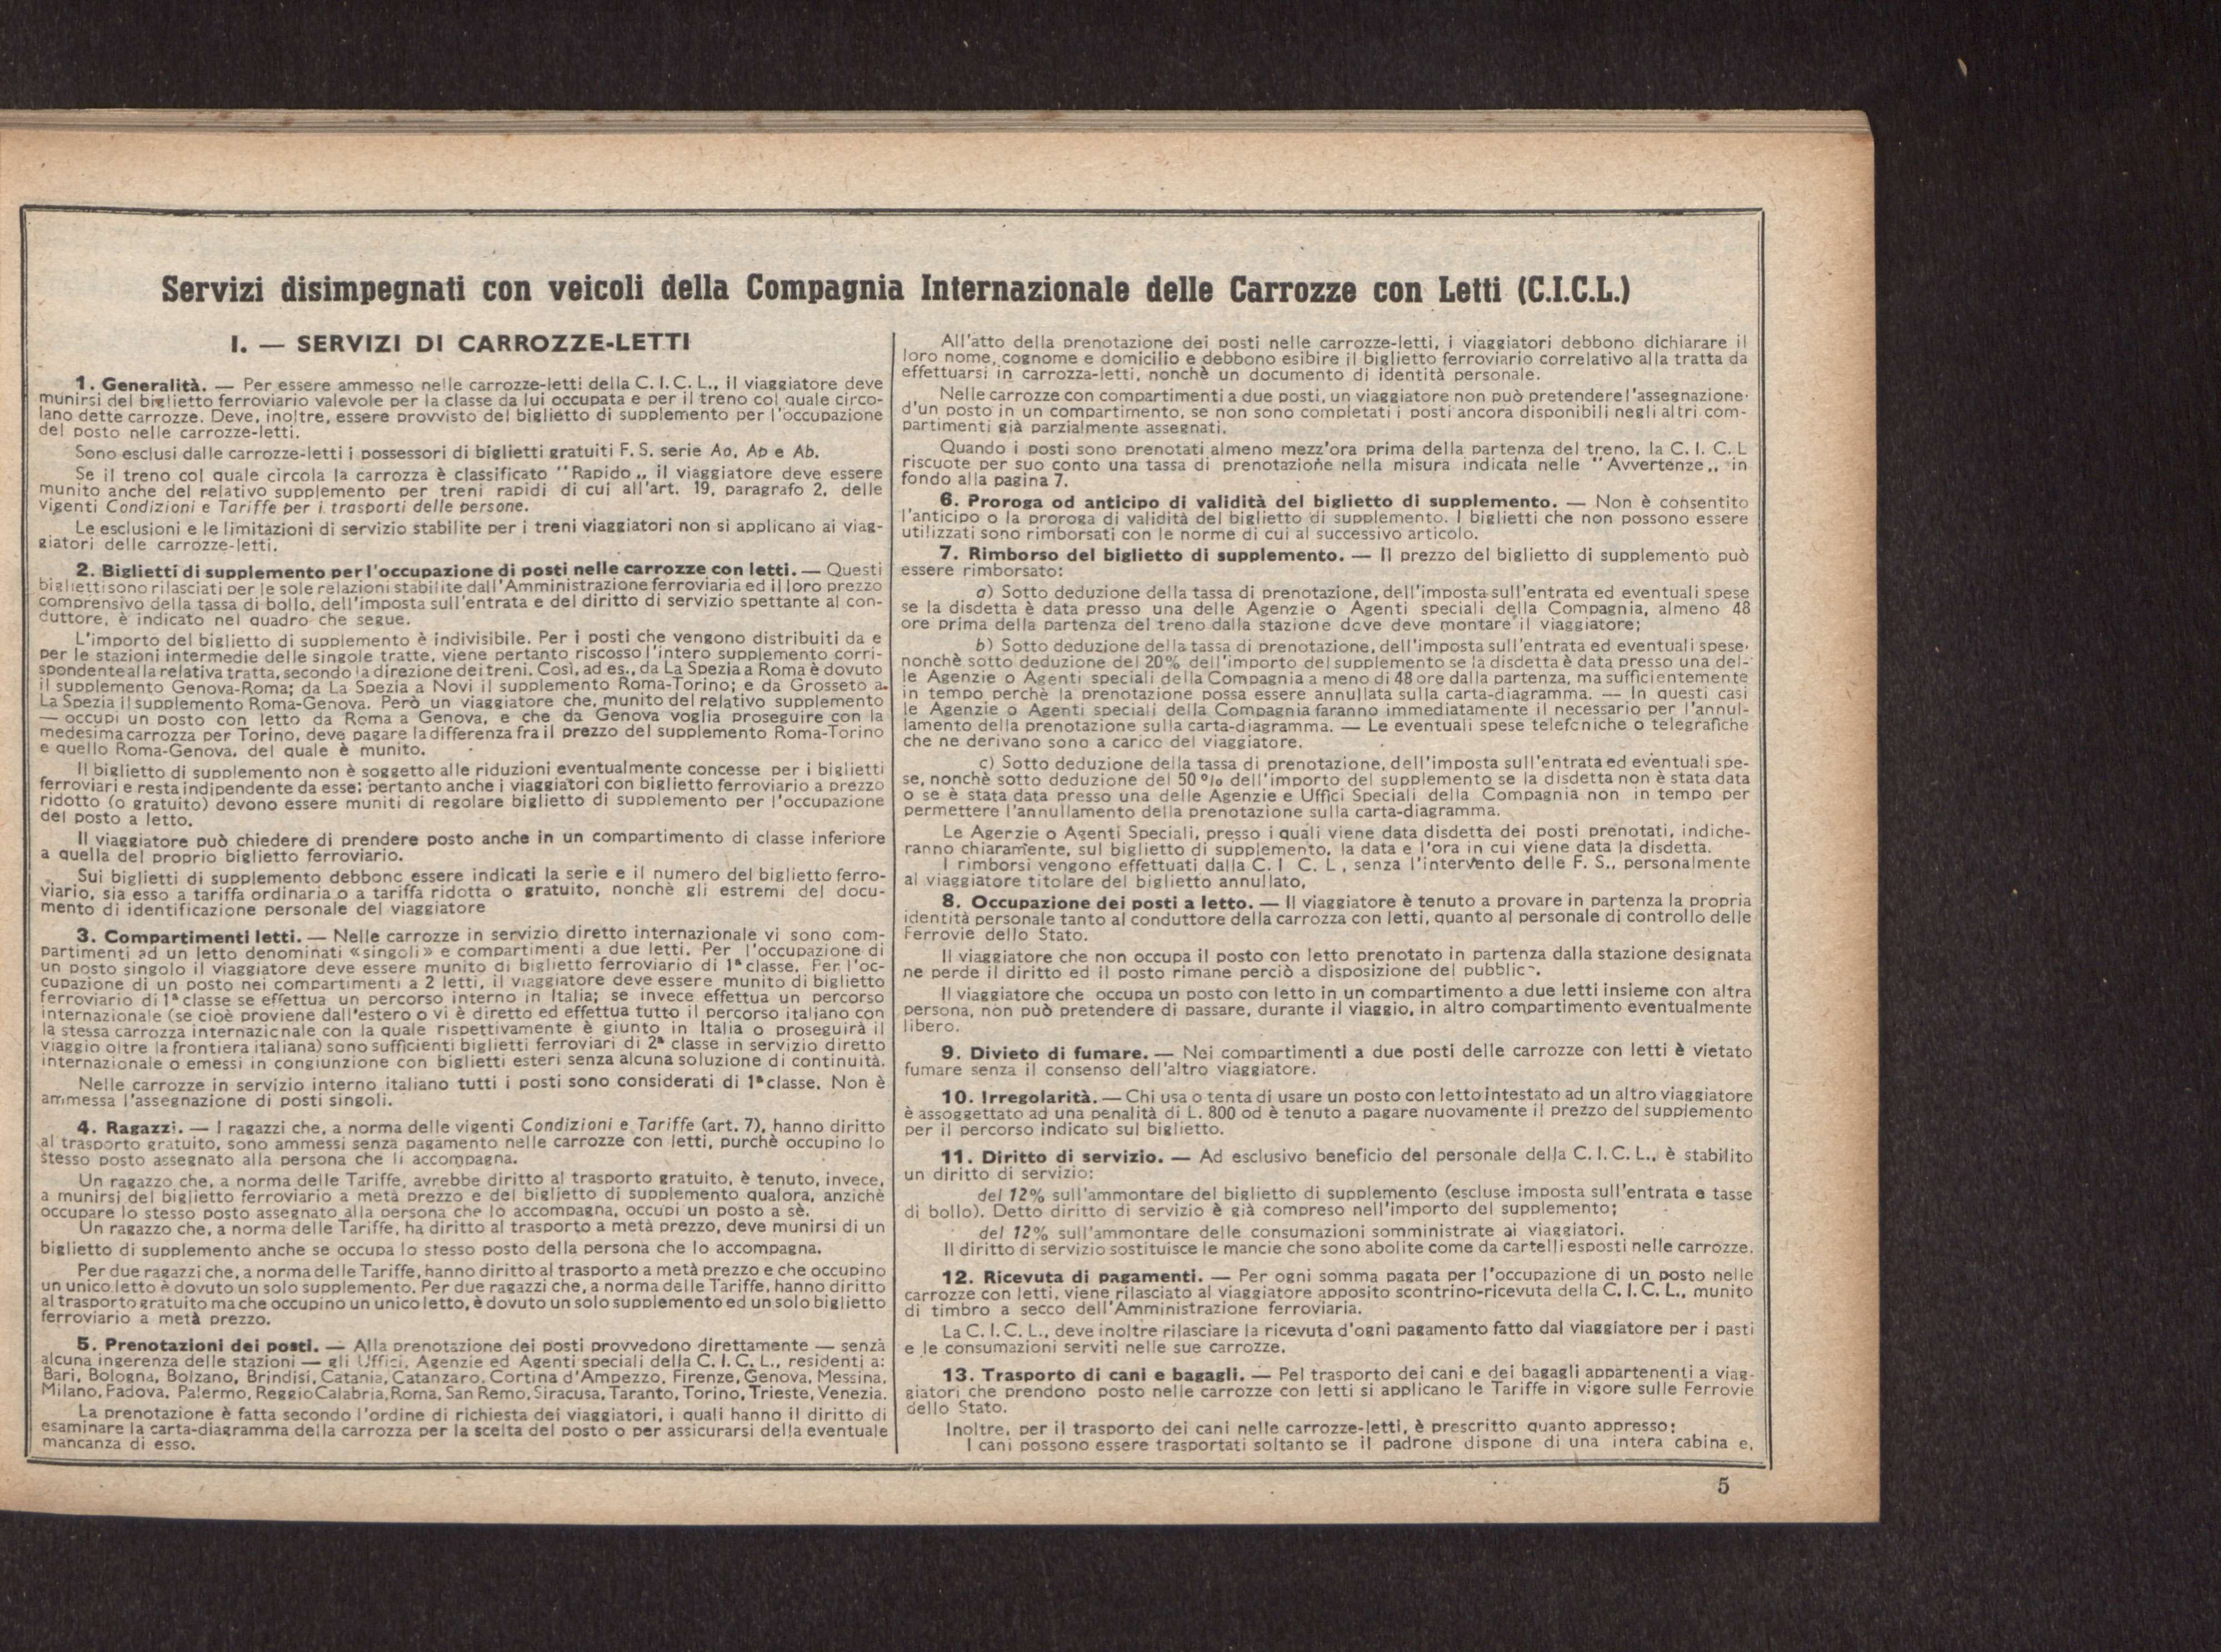 Servizi disimpegnati con veicoli della Compagnia Internazionale delle Carrozze con Letti (C.I.C.L.)
I. — SERVIZI DI CARROZZE-LETTI
1. Generalità. — Per essere ammesso nelle carrozze-letti della C. I. C. L., il viaggiatore deve
munirsi del biglietto ferroviario valevole per la classe da lui occupata e per il treno col quale circo-
lano dette carrozze. Deve, inoltre, essere provvisto del biglietto di supplemento per l'occupazione
del posto nelle carrozze-letti.
Sono esclusi dalle carrozze-letti i possessori di biglietti gratuiti F. S. serie Ao, Ap e Ab.
Se il treno col quale circola la carrozza è classificato "Rapido„ il viaggiatore deve essere
munito anche del relativo supplemento per treni rapidi di cui all'art. 19, paragrafo 2, delle
vigenti Condizioni e Tariffe per i trasporti delle persone.
Le esclusioni e le limitazioni di servizio stabilite per i treni viaggiatori non si applicano ai viag-
giatori delle carrozze-letti.
2. Biglietti di supplemento per l'occupazione di posti nelle carrozze con letti. — Questi
biglietti sono rilasciati per le sole relazioni stabilite dall'Amministrazione ferroviaria ed il loro prezzo
comprensivo della tassa di bollo, dell'imposta sull'entrata e del diritto di servizio spettante al con-
duttore, è indicato nel quadro che segue.
L'importo del biglietto di supplemento è indivisibile. Per i posti che vengono distribuiti da e
per le stazioni intermedie delle singole tratte, viene pertanto riscosso l'intero supplemento corri-
spondente alla relativa tratta, secondo la direzione dei treni. Così, ad es., da La Spezia a Roma è dovuto
il supplemento Genova-Roma; da La Spezia a Novi il supplemento Roma-Torino; e da Grosseto a
La Spezia il supplemento Roma-Genova. Però un viaggiatore che, munito del relativo supplemento
— occupi un posto con letto da Roma a Genova, e che da Genova voglia proseguire con la
medesima carrozza per Torino, deve pagare la differenza fra il prezzo del supplemento Roma-Torino
e quello Roma-Genova, del quale è munito.
Il biglietto di supplemento non è soggetto alle riduzioni eventualmente concesse per i biglietti
ferroviari e resta indipendente da esse; pertanto anche i viaggiatori con biglietto ferroviario a prezzo
ridotto (o gratuito) devono essere muniti di regolare biglietto di supplemento per l'occupazione
del posto a letto.
Il viaggiatore può chiedere di prendere posto anche in un compartimento di classe inferiore
a quella del proprio biglietto ferroviario.
Sui biglietti di supplemento debbono essere indicati la serie e il numero del biglietto ferro-
viario, sia esso a tariffa ordinaria o a tariffa ridotta o gratuito, nonchè gli estremi del docu-
mento di identificazione personale del viaggiatore
3. Compartimenti letti. — Nelle carrozze in servizio diretto internazionale vi sono com-
partimenti ad un letto denominati «singoli» e compartimenti a due letti. Per l'occupazione di
un posto singolo il viaggiatore deve essere munito di biglietto ferroviario di 1ª classe. Per l'oc-
cupazione di un posto nei compartimenti a 2 letti, il viaggiatore deve essere munito di biglietto
ferroviario di 1ª classe se effettua un percorso interno in Italia; se invece effettua un percorso
internazionale (se cioè proviene dall'estero o vi è diretto ed effettua tutto il percorso italiano con
la stessa carrozza internazionale con la quale rispettivamente è giunto in Italia o proseguirà il
viaggio oltre la frontiera italiana) sono sufficienti biglietti ferroviari di 2ª classe in servizio diretto
internazionale o emessi in congiunzione con biglietti esteri senza alcuna soluzione di continuità.
Nelle carrozze in servizio interno italiano tutti i posti sono considerati di 1ª classe. Non è
ammessa l'assegnazione di posti singoli.
4. Ragazzi. — I ragazzi che, a norma delle vigenti Condizioni e Tariffe (art. 7), hanno diritto
al trasporto gratuito, sono ammessi senza pagamento nelle carrozze con letti, purchè occupino lo
stesso posto assegnato alla persona che li accompagna.
Un ragazzo che, a norma delle Tariffe, avrebbe diritto al trasporto gratuito, è tenuto, invece,
a munirsi del biglietto ferroviario a metà prezzo e del biglietto di supplemento qualora, anzichè
occupare lo stesso posto assegnato alla persona che lo accompagna, occupi un posto a sè.
Un ragazzo che, a norma delle Tariffe, ha diritto al trasporto a metà prezzo, deve munirsi di un
biglietto di supplemento anche se occupa lo stesso posto della persona che lo accompagna.
Per due ragazzi che, a norma delle Tariffe, hanno diritto al trasporto a metà prezzo e che occupino
un unico letto è dovuto un solo supplemento. Per due ragazzi che, a norma delle Tariffe, hanno diritto
al trasporto gratuito ma che occupino un unico letto, è dovuto un solo supplemento ed un solo biglietto
ferroviario a metà prezzo.
5. Prenotazioni dei posti. — Alla prenotazione dei posti provvedono direttamente — senza
alcuna ingerenza delle stazioni — gli Uffici, Agenzie ed Agenti speciali della C. I. C. L., residenti a:
Bari, Bologna, Bolzano, Brindisi, Catania, Catanzaro, Cortina d'Ampezzo, Firenze, Genova, Messina,
Milano, Padova, Palermo, Reggio Calabria, Roma, San Remo, Siracusa, Taranto, Torino, Trieste, Venezia.
La prenotazione è fatta secondo l'ordine di richiesta dei viaggiatori, i quali hanno il diritto di
esaminare la carta-diagramma della carrozza per la scelta del posto o per assicurarsi della eventuale
mancanza di esso.
All'atto della prenotazione dei posti nelle carrozze-letti, i viaggiatori debbono dichiarare il
loro nome, cognome e domicilio e debbono esibire il biglietto ferroviario correlativo alla tratta da
effettuarsi in carrozza-letti, nonchè un documento di identità personale.
Nelle carrozze con compartimenti a due posti, un viaggiatore non può pretendere l'assegnazione
d'un posto in un compartimento, se non sono completati i posti ancora disponibili negli altri com-
partimenti già parzialmente assegnati.
Quando i posti sono prenotati almeno mezz'ora prima della partenza del treno, la C. I. C. L
riscuote per suo conto una tassa di prenotazione nella misura indicata nelle "Avvertenze„ in
fondo alla pagina 7.
6. Proroga od anticipo di validità del biglietto di supplemento. — Non è consentito
l'anticipo o la proroga di validità del biglietto di supplemento. I biglietti che non possono essere
utilizzati sono rimborsati con le norme di cui al successivo articolo.
7. Rimborso del biglietto di supplemento. — Il prezzo del biglietto di supplemento può
essere rimborsato:
a) Sotto deduzione della tassa di prenotazione, dell'imposta sull'entrata ed eventuali spese
se la disdetta è data presso una delle Agenzie o Agenti speciali della Compagnia, almeno 48
ore prima della partenza del treno dalla stazione dove deve montare il viaggiatore;
b) Sotto deduzione della tassa di prenotazione, dell'imposta sull'entrata ed eventuali spese,
nonchè sotto deduzione del 20% dell'importo del supplemento se la disdetta è data presso una del-
le Agenzie o Agenti speciali della Compagnia a meno di 48 ore dalla partenza, ma sufficientemente
in tempo perchè la prenotazione possa essere annullata sulla carta-diagramma. — In questi casi
le Agenzie o Agenti speciali della Compagnia faranno immediatamente il necessario per l'annul-
lamento della prenotazione sulla carta-diagramma. — Le eventuali spese telefoniche o telegrafiche
che ne derivano sono a carico del viaggiatore.
c) Sotto deduzione della tassa di prenotazione, dell'imposta sull'entrata ed eventuali spe-
se, nonchè sotto deduzione del 50% dell'importo del supplemento se la disdetta non è stata data
o se è stata data presso una delle Agenzie e Uffici Speciali della Compagnia non in tempo per
permettere l'annullamento della prenotazione sulla carta-diagramma.
Le Agenzie o Agenti Speciali, presso i quali viene data disdetta dei posti prenotati, indiche-
ranno chiaramente, sul biglietto di supplemento, la data e l'ora in cui viene data la disdetta.
I rimborsi vengono effettuati dalla C. I C. L, senza l'intervento delle F. S., personalmente
al viaggiatore titolare del biglietto annullato,
8. Occupazione dei posti a letto. — Il viaggiatore è tenuto a provare in partenza la propria
identità personale tanto al conduttore della carrozza con letti, quanto al personale di controllo delle
Ferrovie dello Stato.
Il viaggiatore che non occupa il posto con letto prenotato in partenza dalla stazione designata
ne perde il diritto ed il posto rimane perciò a disposizione del pubblico.
Il viaggiatore che occupa un posto con letto in un compartimento a due letti insieme con altra
persona, non può pretendere di passare, durante il viaggio, in altro compartimento eventualmente
libero.
9. Divieto di fumare. — Nei compartimenti a due posti delle carrozze con letti è vietato
fumare senza il consenso dell'altro viaggiatore.
10. Irregolarità. — Chi usa o tenta di usare un posto con letto intestato ad un altro viaggiatore
è assoggettato ad una penalità di L. 800 od è tenuto a pagare nuovamente il prezzo del supplemento
per il percorso indicato sul biglietto.
11. Diritto di servizio. — Ad esclusivo beneficio del personale della C. I. C. L., è stabilito
un diritto di servizio:
del 12% sull'ammontare del biglietto di supplemento (escluse imposta sull'entrata e tasse
di bollo). Detto diritto di servizio è già compreso nell'importo del supplemento;
del 12% sull'ammontare delle consumazioni somministrate ai viaggiatori.
Il diritto di servizio sostituisce le mancie che sono abolite come da cartelli esposti nelle carrozze.
12. Ricevuta di pagamenti. — Per ogni somma pagata per l'occupazione di un posto nelle
carrozze con letti, viene rilasciato al viaggiatore apposito scontrino-ricevuta della C. I. C. L., munito
di timbro a secco dell'Amministrazione ferroviaria.
La C. I. C. L., deve inoltre rilasciare la ricevuta d'ogni pagamento fatto dal viaggiatore per i pasti
e le consumazioni serviti nelle sue carrozze.
13. Trasporto di cani e bagagli. — Pel trasporto dei cani e dei bagagli appartenenti a viag-
giatori che prendono posto nelle carrozze con letti si applicano le Tariffe in vigore sulle Ferrovie
dello Stato.
Inoltre, per il trasporto dei cani nelle carrozze-letti, è prescritto quanto appresso:
I cani possono essere trasportati soltanto se il padrone dispone di una intera cabina e,
5